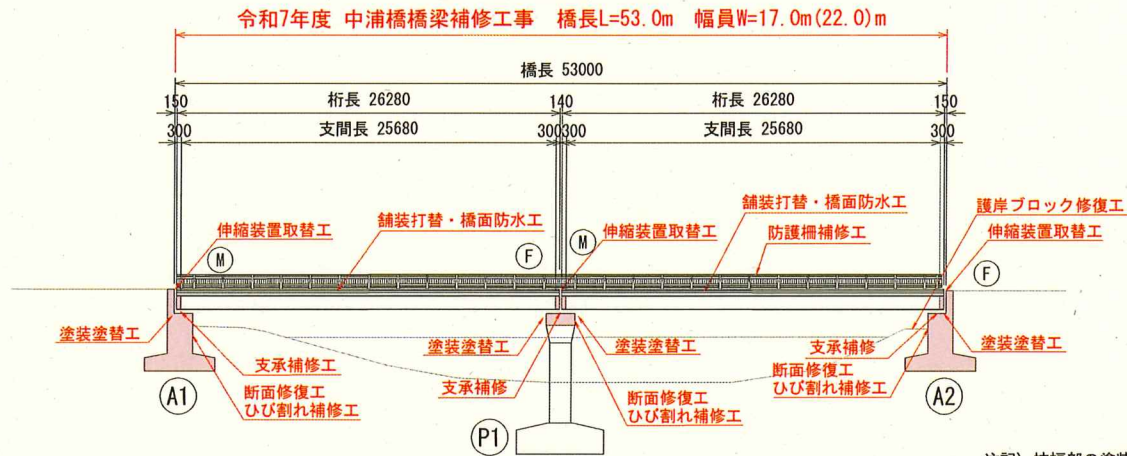 令和7年度 中浦橋橋梁補修工事 橋長L=53.0m 幅員W=17.0m(22.0)m
橋長 53000
150 桁長 26280 140 桁長 26280 150
300 支間長 25680 300 300 支間長 25680 300
舗装打替・橋面防水工
舗装打替・橋面防水工
護岸ブロック修復工
伸縮装置取替工
伸縮装置取替工
防護柵補修工
伸縮装置取替工
M
F
M
F
塗装塗替工
塗装塗替工
塗装塗替工
塗装塗替工
支承補修工
支承補修
支承補修
断面修復工
ひび割れ補修工
断面修復工
ひび割れ補修工
断面修復工
ひび割れ補修工
A1
P1
A2